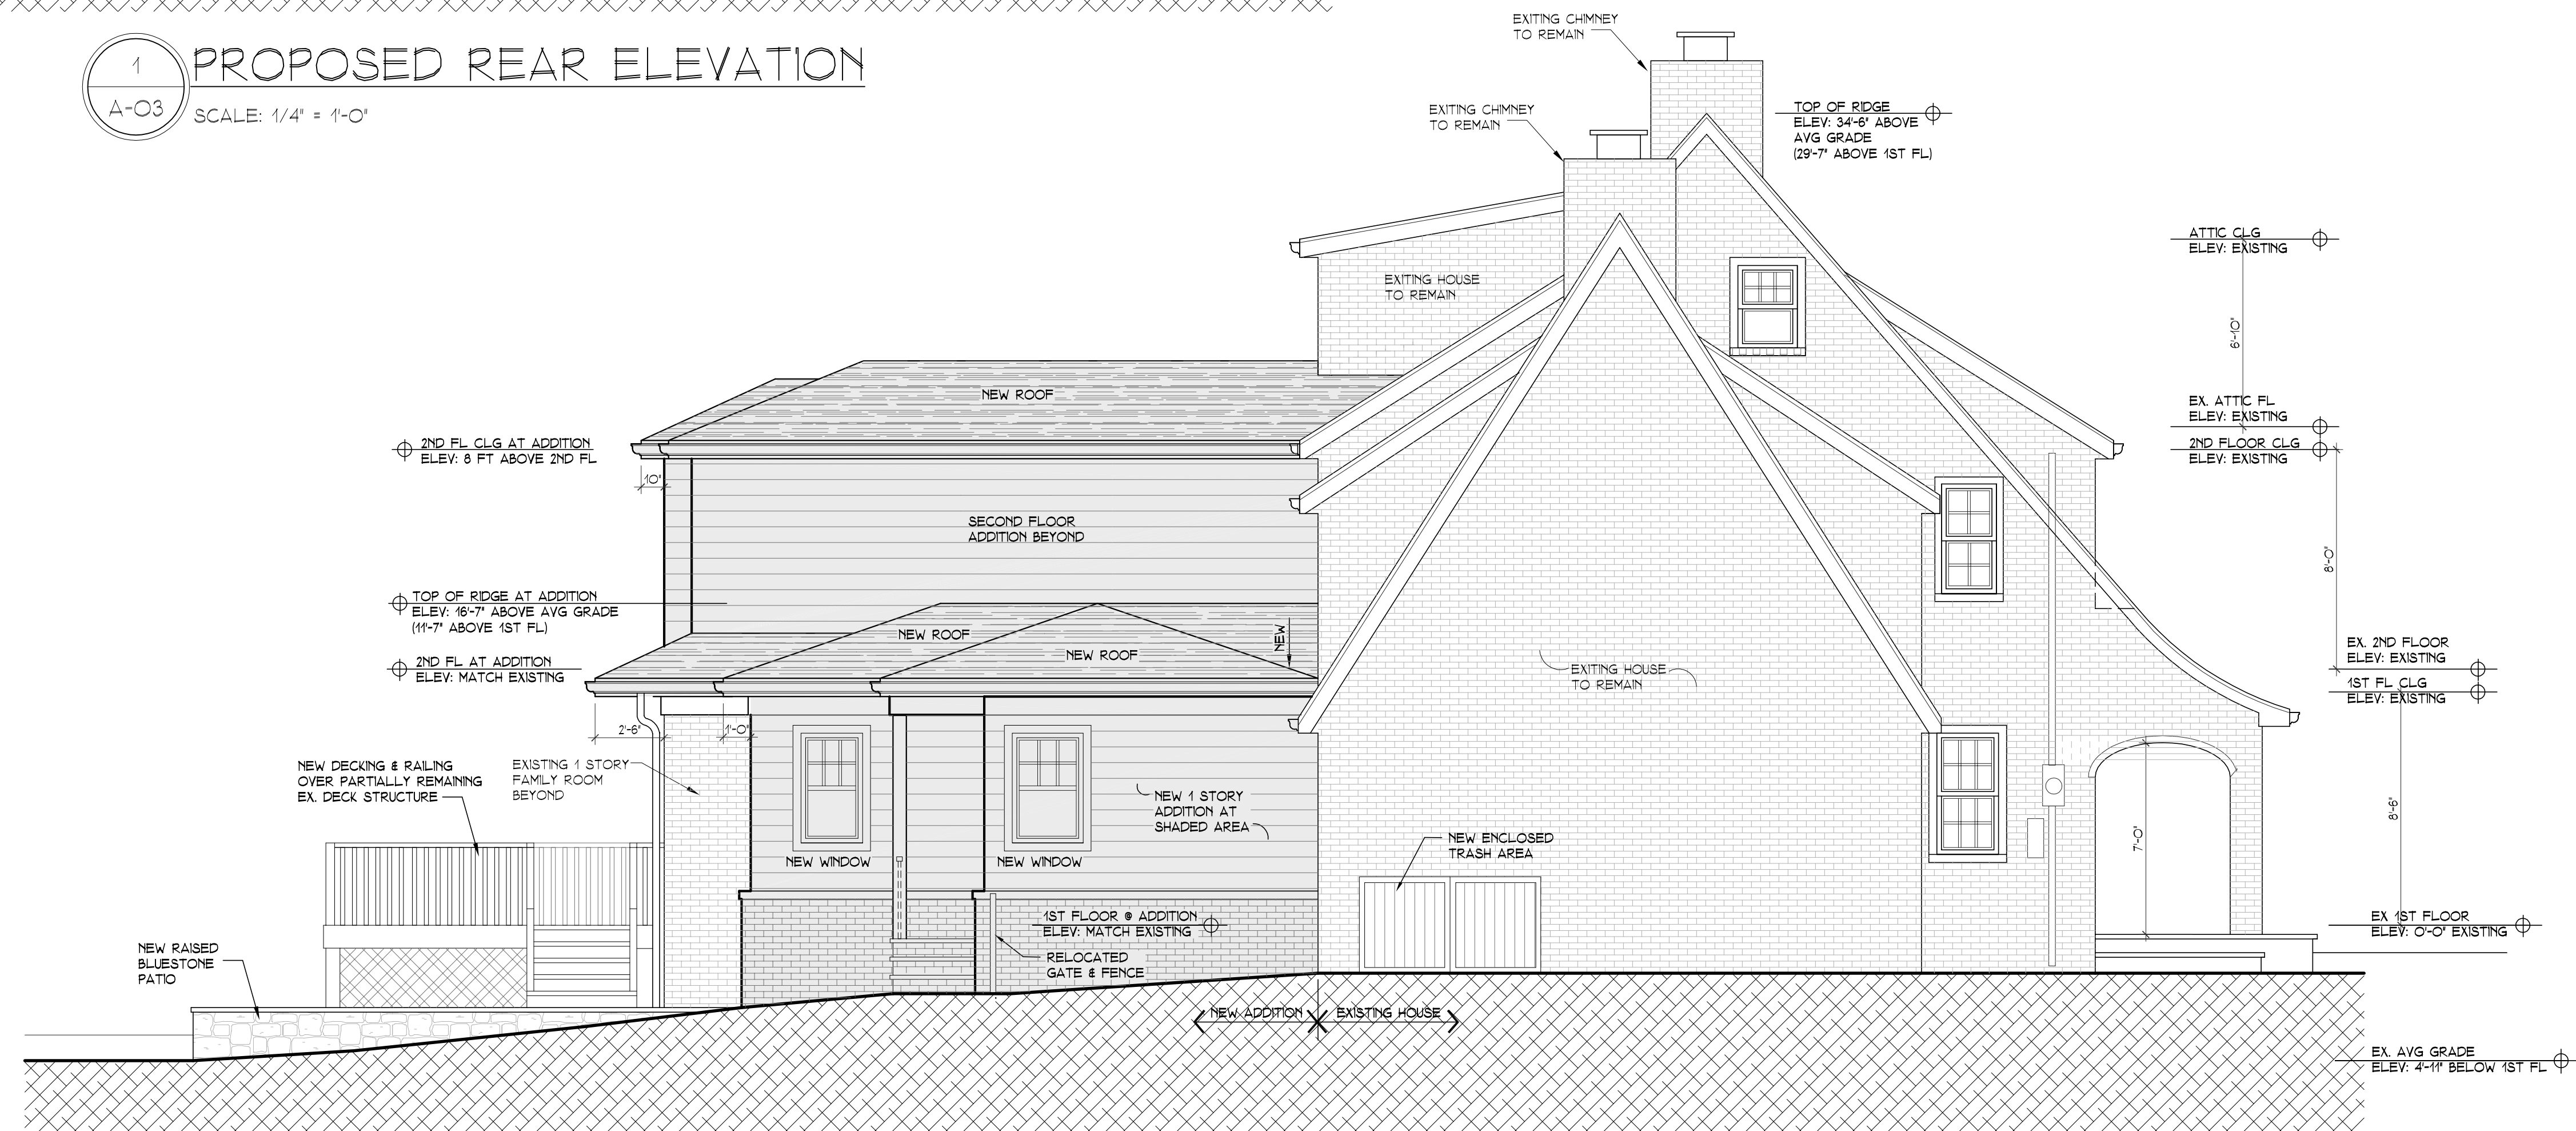 1
A-03
PROPOSED REAR ELEVATION
SCALE: 1/4" = 1'-0"
EXITING CHIMNEY
TO REMAIN
EXITING CHIMNEY
TO REMAIN
TOP OF RIDGE
ELEV: 34'-6" ABOVE
AVG GRADE
(29'-7" ABOVE 1ST FL)
ATTIC CLG
ELEV: EXISTING
6'-10"
EX. ATTIC FL
ELEV: EXISTING
2ND FLOOR CLG
ELEV: EXISTING
8'-0"
EX. 2ND FLOOR
ELEV: EXISTING
1ST FL CLG
ELEV: EXISTING
8'-6"
7'-0"
EX 1ST FLOOR
ELEV: 0'-0" EXISTING
EX. AVG GRADE
ELEV: 4'-11" BELOW 1ST FL
EXITING HOUSE
TO REMAIN
NEW ROOF
2ND FL CLG AT ADDITION
ELEV: 8 FT ABOVE 2ND FL
10"
SECOND FLOOR
ADDITION BEYOND
TOP OF RIDGE AT ADDITION
ELEV: 16'-7" ABOVE AVG GRADE
(11'-7" ABOVE 1ST FL)
NEW ROOF
NEW ROOF
NEW
2ND FL AT ADDITION
ELEV: MATCH EXISTING
EXITING HOUSE
TO REMAIN
2'-6"
1'-0"
NEW DECKING & RAILING
OVER PARTIALLY REMAINING
EX. DECK STRUCTURE
EXISTING 1 STORY
FAMILY ROOM
BEYOND
NEW 1 STORY
ADDITION AT
SHADED AREA
NEW WINDOW
NEW WINDOW
NEW ENCLOSED
TRASH AREA
1ST FLOOR @ ADDITION
ELEV: MATCH EXISTING
RELOCATED
GATE & FENCE
NEW RAISED
BLUESTONE
PATIO
NEW ADDITION
EXISTING HOUSE